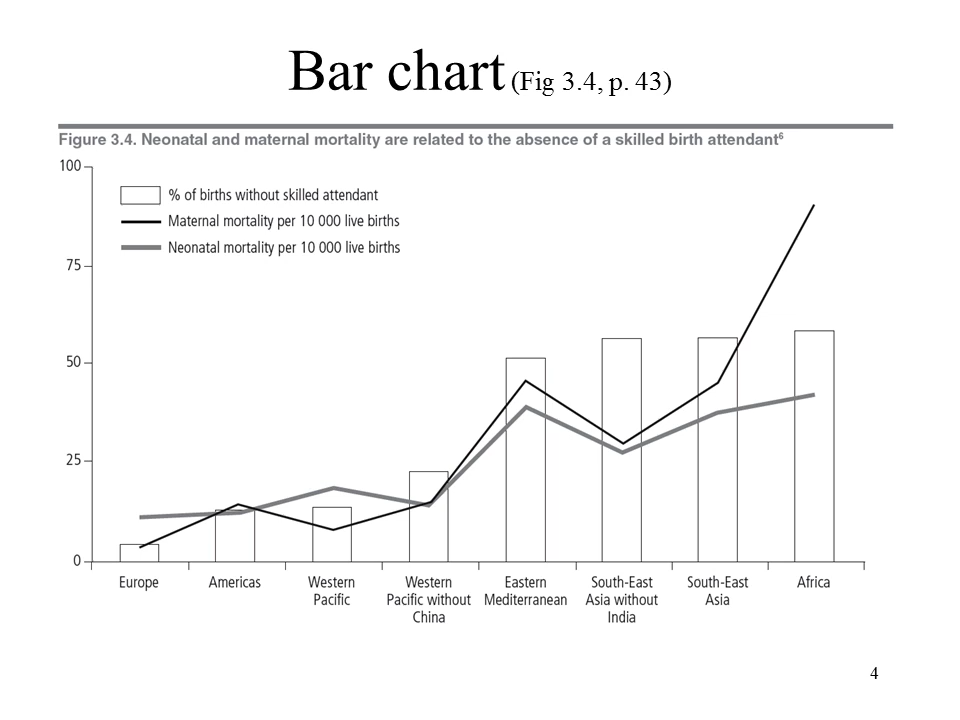 Bar chart (Fig 3.4, p. 43)
Figure 3.4. Neonatal and maternal mortality are related to the absence of a skilled birth attendant⁶
100
% of births without skilled attendant
Maternal mortality per 10 000 live births
Neonatal mortality per 10 000 live births
75
50
25
0
Europe
Americas
Western
Pacific
Western
Pacific without
China
Eastern
Mediterranean
South-East
Asia without
India
South-East
Asia
Africa
4